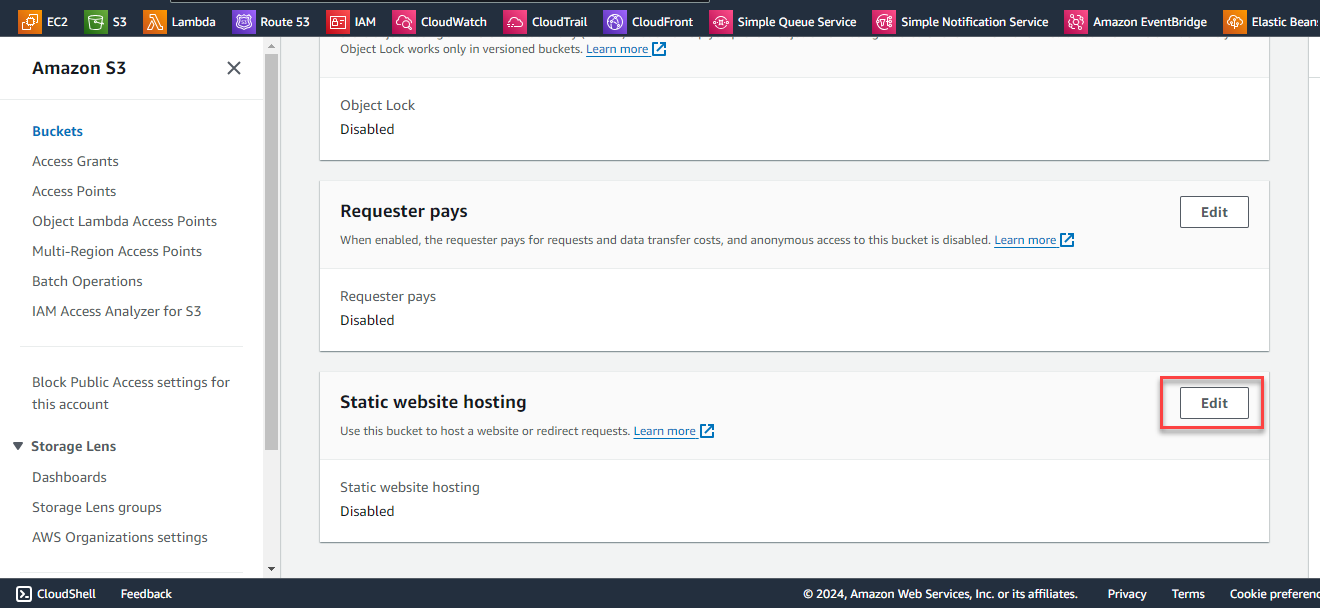 EC2 S3 Lambda Route 53 IAM CloudWatch CloudTrail CloudFront Simple Queue Service Simple Notification Service Amazon EventBridge Elastic Bean
Amazon S3
Buckets
Access Grants
Access Points
Object Lambda Access Points
Multi-Region Access Points
Batch Operations
IAM Access Analyzer for S3
Block Public Access settings for
this account
Storage Lens
Dashboards
Storage Lens groups
AWS Organizations settings
Object Lock works only in versioned buckets. Learn more
Object Lock
Disabled
Requester pays
Edit
When enabled, the requester pays for requests and data transfer costs, and anonymous access to this bucket is disabled. Learn more
Requester pays
Disabled
Static website hosting
Edit
Use this bucket to host a website or redirect requests. Learn more
Static website hosting
Disabled
CloudShell Feedback © 2024, Amazon Web Services, Inc. or its affiliates. Privacy Terms Cookie preferenc